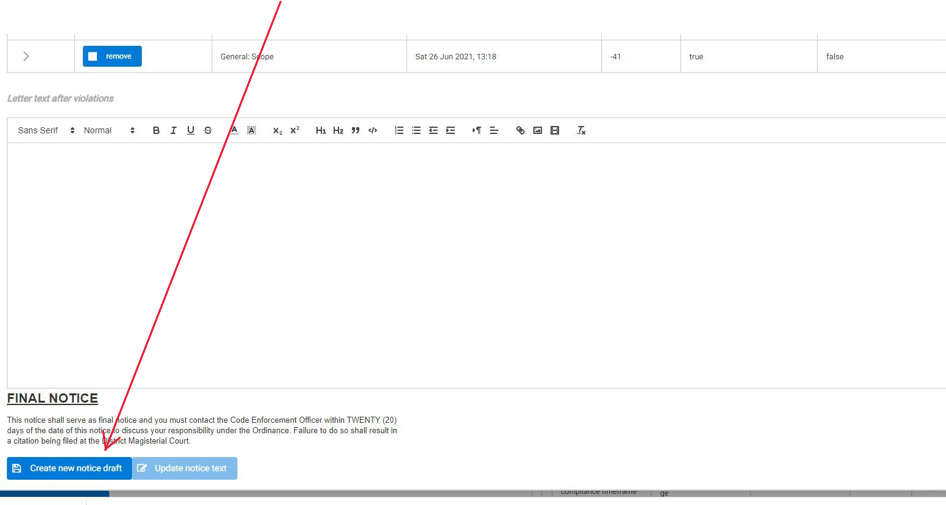 remove General: Scope Sat 26 Jun 2021, 13:18 -41 true false
Letter text after violations
Sans Serif Normal B I U S A A X₂ X² H1 H2 ” </>
FINAL NOTICE
This notice shall serve as final notice and you must contact the Code Enforcement Officer within TWENTY (20)
days of the date of this notice to discuss your responsibility under the Ordinance. Failure to do so shall result in
a citation being filed at the District Magisterial Court.
Create new notice draft Update notice text
compliance timeframe ge